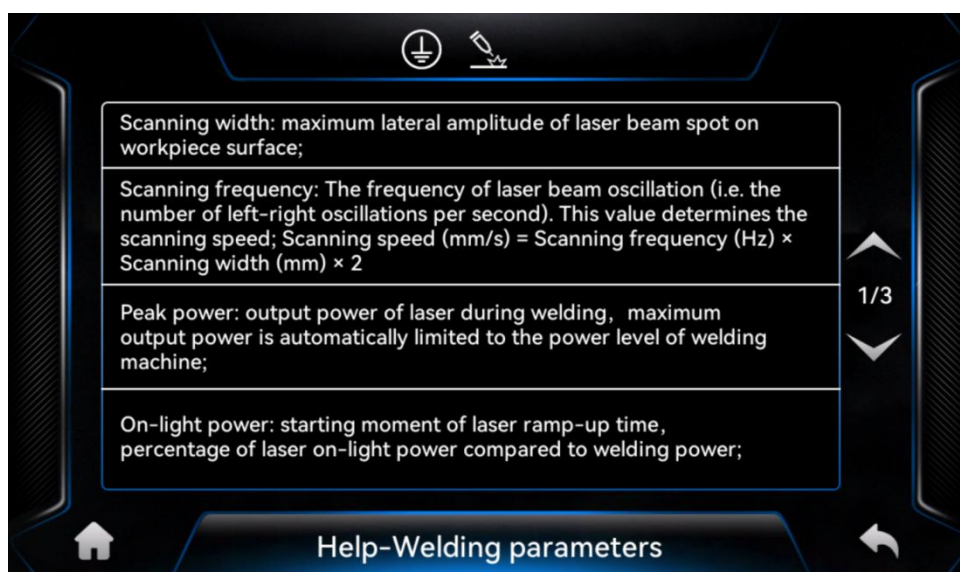 Scanning width: maximum lateral amplitude of laser beam spot on
workpiece surface;
Scanning frequency: The frequency of laser beam oscillation (i.e. the
number of left-right oscillations per second). This value determines the
scanning speed; Scanning speed (mm/s) = Scanning frequency (Hz) ×
Scanning width (mm) × 2
Peak power: output power of laser during welding，maximum
output power is automatically limited to the power level of welding
machine;
On-light power: starting moment of laser ramp-up time,
percentage of laser on-light power compared to welding power;
1/3
Help-Welding parameters